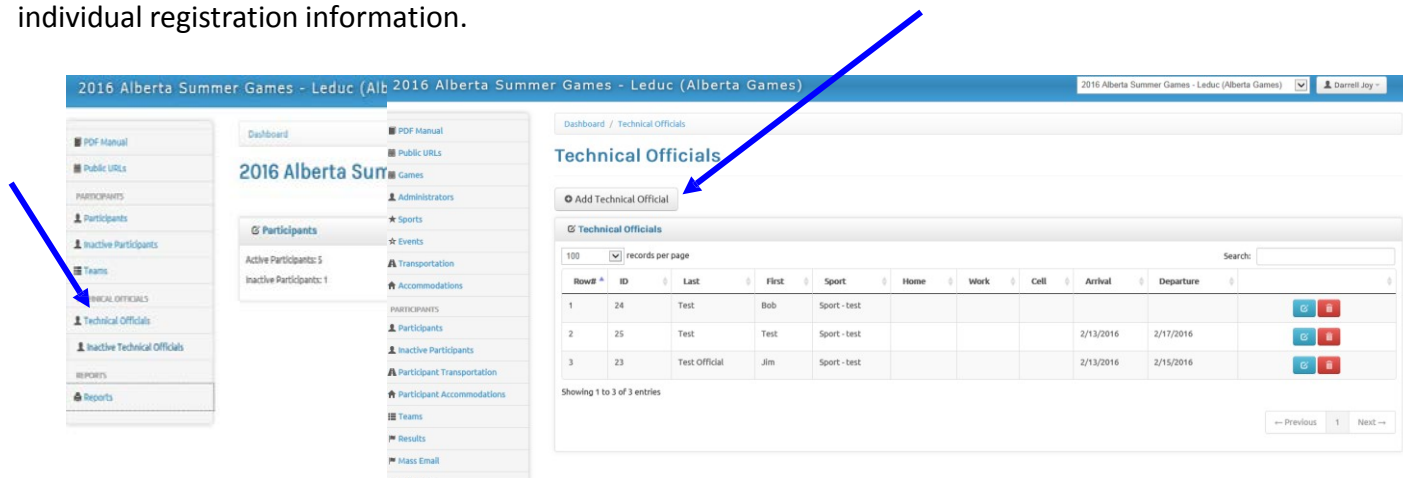 individual registration information.
2016 Alberta Summer Games - Leduc (Alb
PDF Manual
Public URLs
PARTICIPANTS
Participants
Inactive Participants
Teams
Technical Officials
Inactive Technical Officials
REPORTS
Reports
Dashboard
2016 Alberta Sum
Participants
Active Participants: 5
Inactive Participants: 1
2016 Alberta Summer Games - Leduc (Alberta Games)
2016 Alberta Summer Games - Leduc (Alberta Games)
Darrell Joy
PDF Manual
Public URLs
Games
Administrators
Sports
Events
Transportation
Accommodations
PARTICIPANTS
Participants
Inactive Participants
Participant Transportation
Participant Accommodations
Teams
Results
Mass Email
Dashboard / Technical Officials
Technical Officials
Add Technical Official
Technical Officials
100 records per page Search:
Row# ID Last First Sport Home Work Cell Arrival Departure
1 24 Test Bob Sport - test
2 25 Test Test Sport - test 2/13/2016 2/17/2016
3 23 Test Official Jim Sport - test 2/13/2016 2/15/2016
Showing 1 to 3 of 3 entries
← Previous 1 Next →